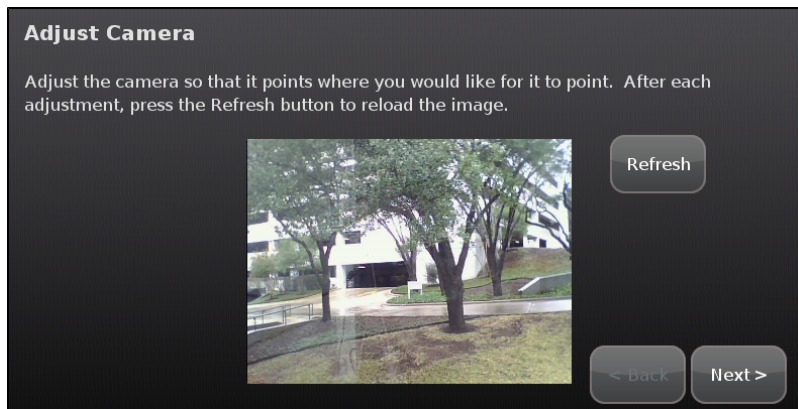 Adjust Camera
Adjust the camera so that it points where you would like for it to point.  After each
adjustment, press the Refresh button to reload the image.
Refresh
< Back
Next >